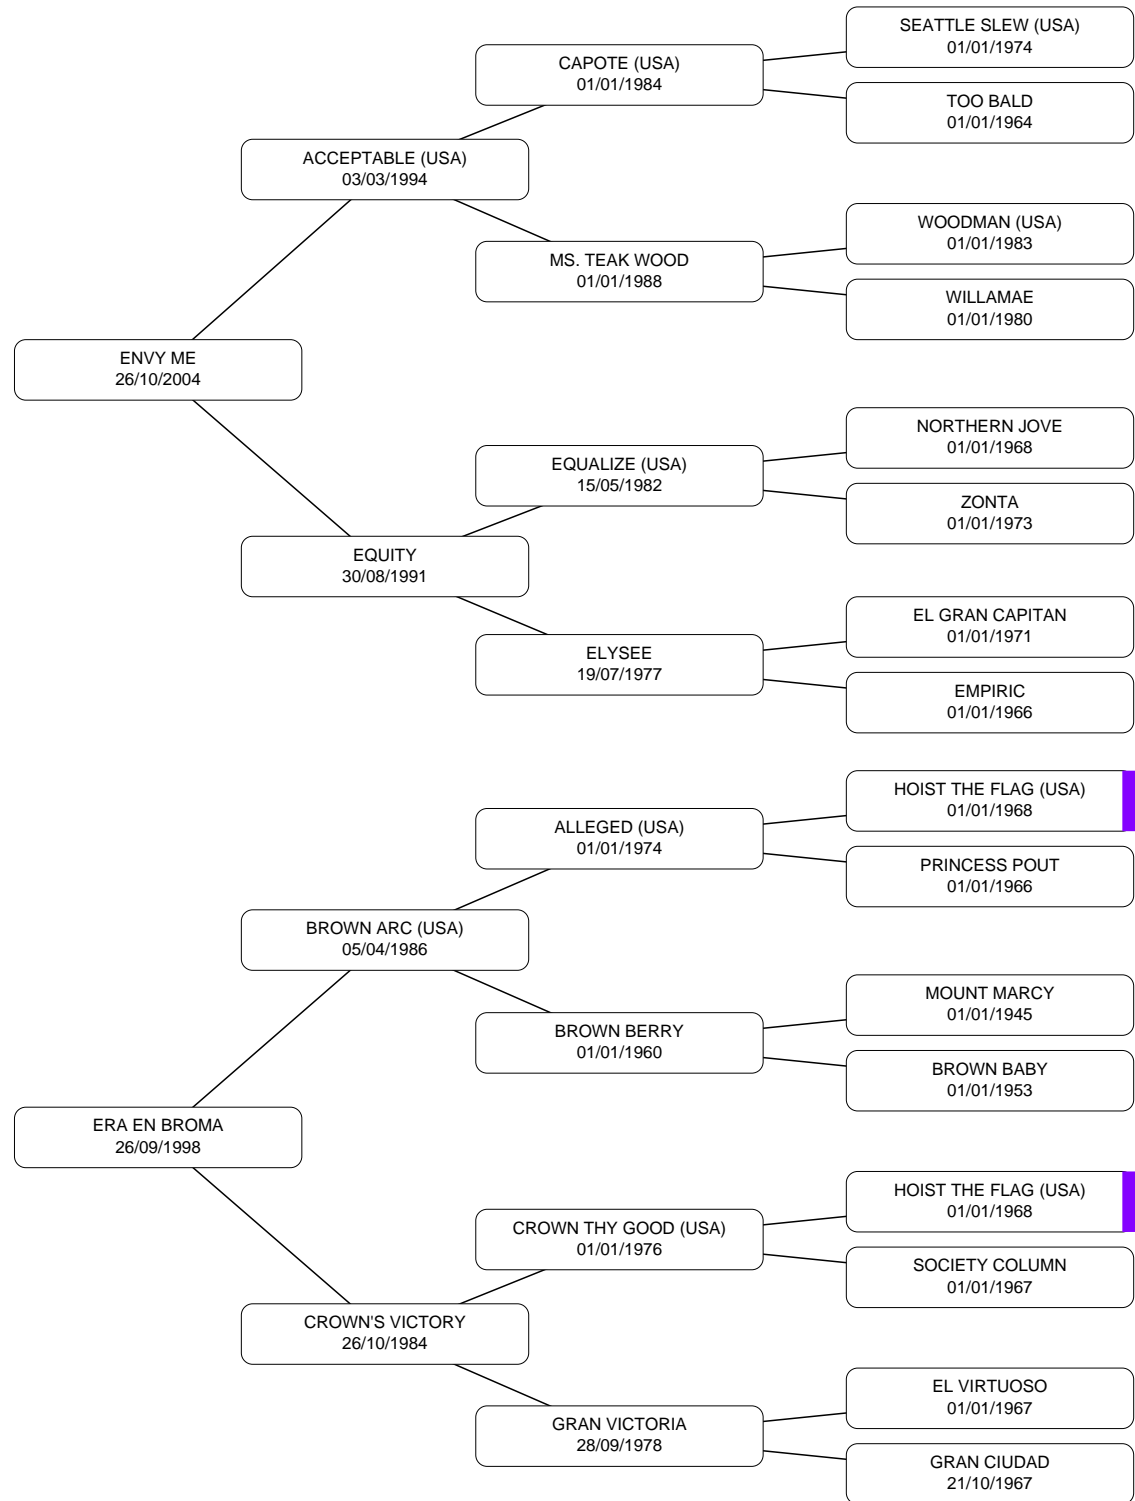 SEATTLE SLEW (USA)
01/01/1974
CAPOTE (USA)
01/01/1984
TOO BALD
01/01/1964
ACCEPTABLE (USA)
03/03/1994
WOODMAN (USA)
01/01/1983
MS. TEAK WOOD
01/01/1988
WILLAMAE
01/01/1980
ENVY ME
26/10/2004
NORTHERN JOVE
01/01/1968
EQUALIZE (USA)
15/05/1982
ZONTA
01/01/1973
EQUITY
30/08/1991
EL GRAN CAPITAN
01/01/1971
ELYSEE
19/07/1977
EMPIRIC
01/01/1966
HOIST THE FLAG (USA)
01/01/1968
ALLEGED (USA)
01/01/1974
PRINCESS POUT
01/01/1966
BROWN ARC (USA)
05/04/1986
MOUNT MARCY
01/01/1945
BROWN BERRY
01/01/1960
BROWN BABY
01/01/1953
ERA EN BROMA
26/09/1998
HOIST THE FLAG (USA)
01/01/1968
CROWN THY GOOD (USA)
01/01/1976
SOCIETY COLUMN
01/01/1967
CROWN'S VICTORY
26/10/1984
EL VIRTUOSO
01/01/1967
GRAN VICTORIA
28/09/1978
GRAN CIUDAD
21/10/1967